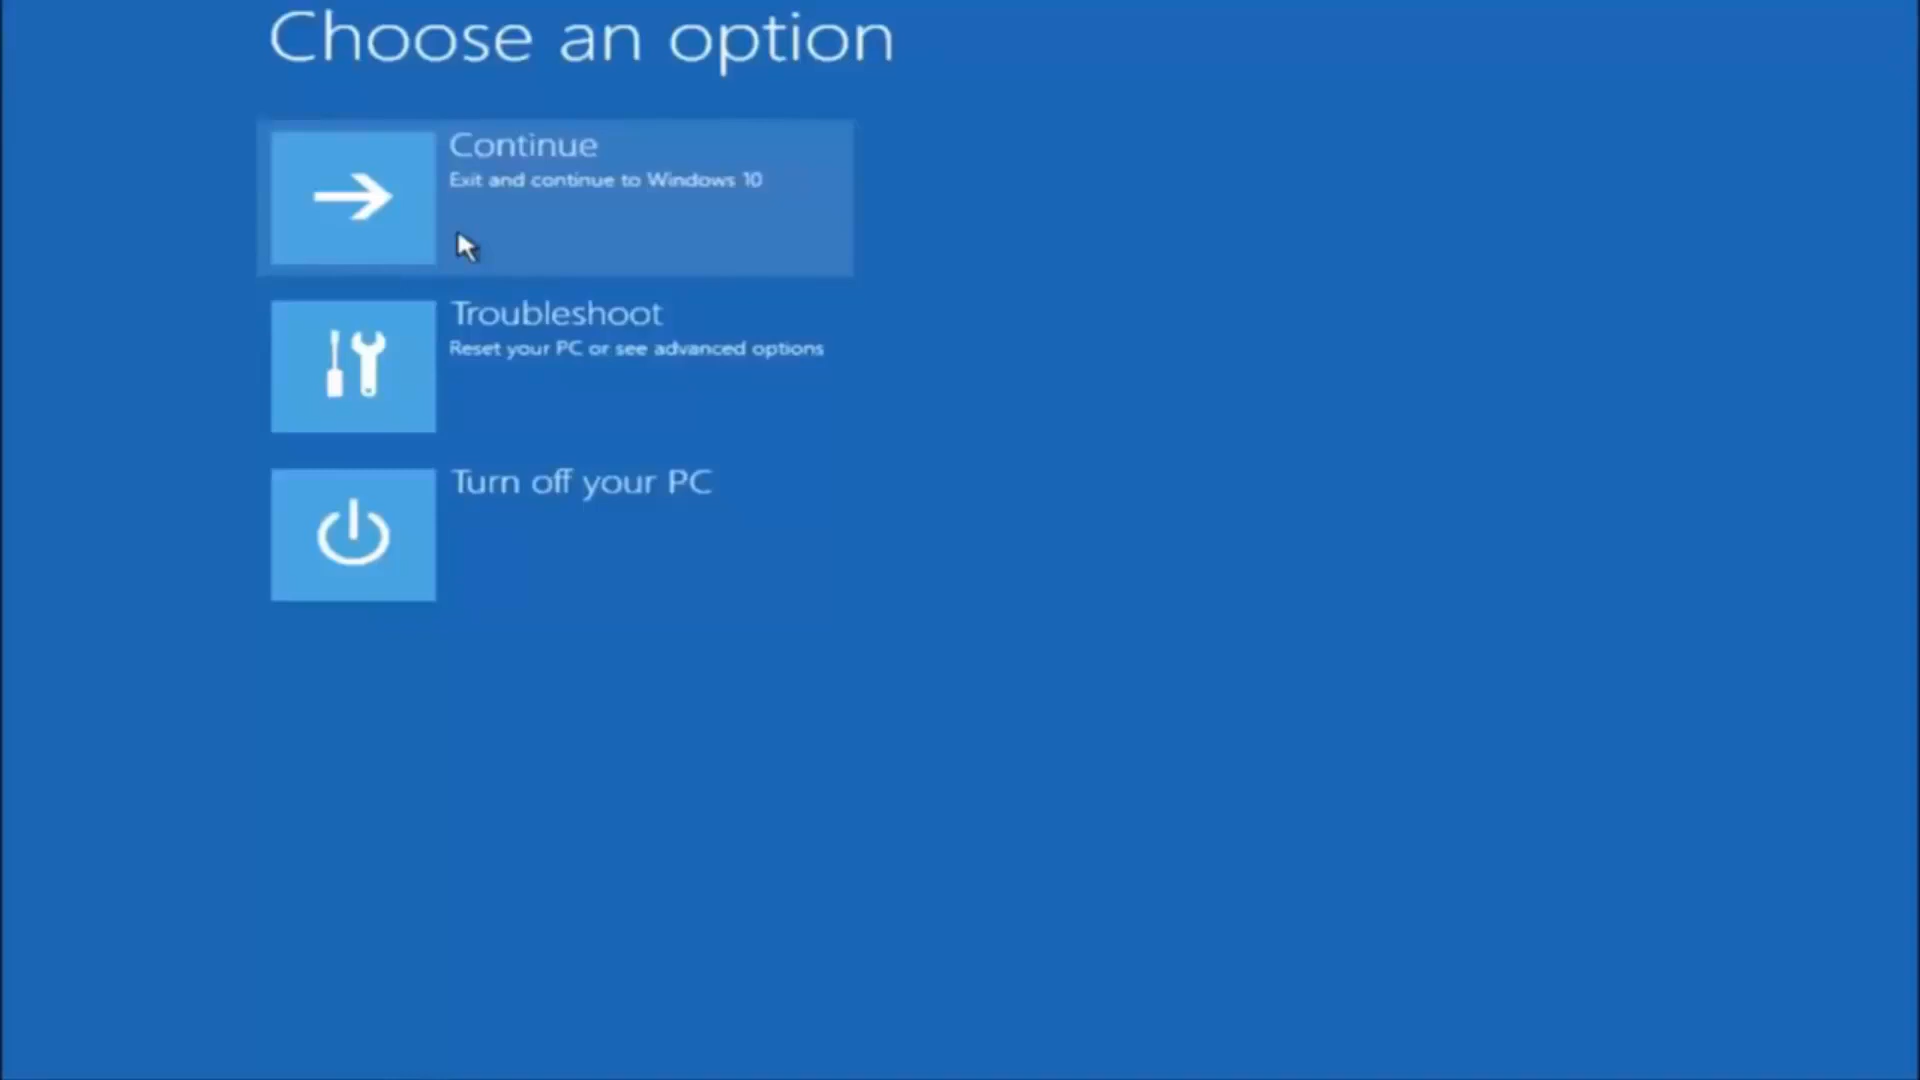 Choose an option
Continue
Exit and continue to Windows 10
Troubleshoot
Reset your PC or see advanced options
Turn off your PC